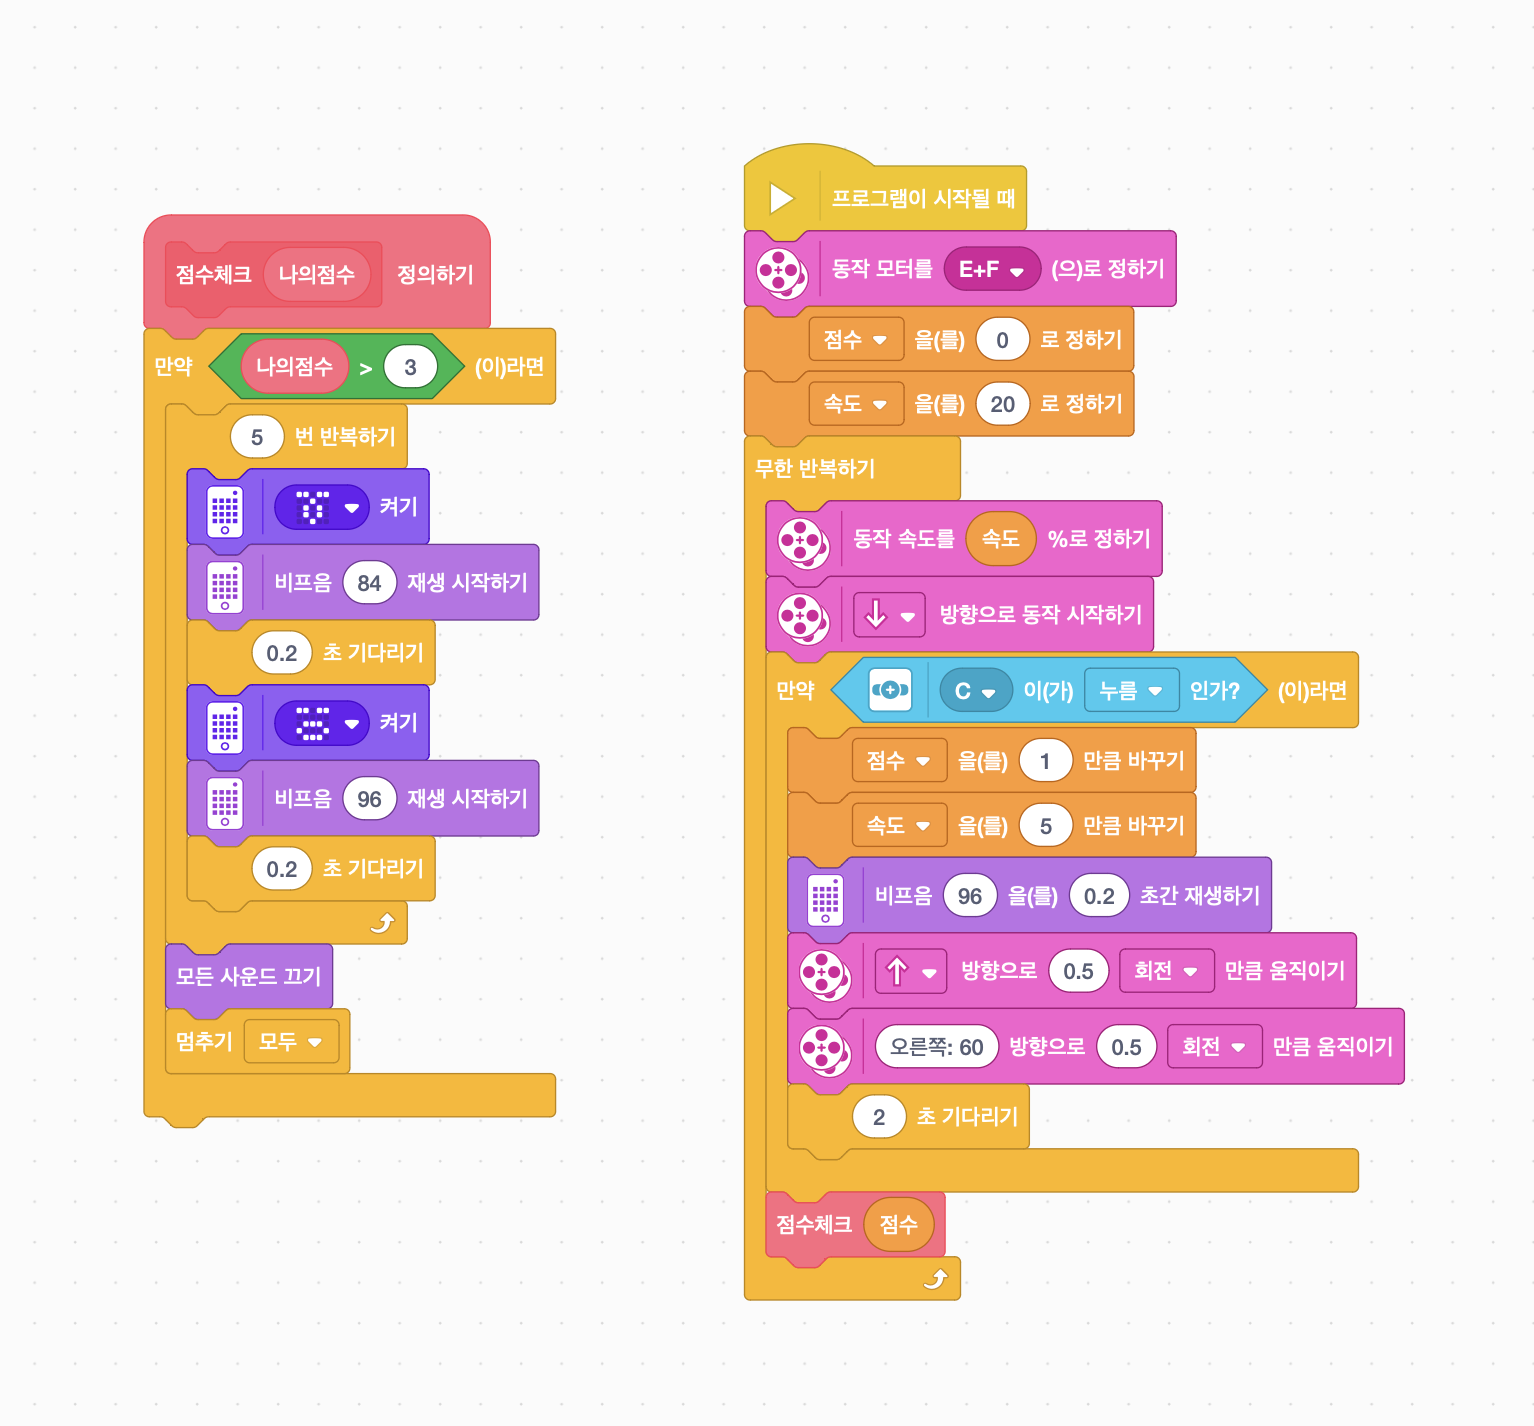 점수체크 나의점수 정의하기
만약 나의점수 > 3 (이)라면
5 번 반복하기
켜기
비프음 84 재생 시작하기
0.2 초 기다리기
켜기
비프음 96 재생 시작하기
0.2 초 기다리기
모든 사운드 끄기
멈추기 모두
프로그램이 시작될 때
동작 모터를 E+F (으)로 정하기
점수 을(를) 0 로 정하기
속도 을(를) 20 로 정하기
무한 반복하기
동작 속도를 속도 %로 정하기
방향으로 동작 시작하기
만약 C 이(가) 누름 인가? (이)라면
점수 을(를) 1 만큼 바꾸기
속도 을(를) 5 만큼 바꾸기
비프음 96 을(를) 0.2 초간 재생하기
방향으로 0.5 회전 만큼 움직이기
오른쪽: 60 방향으로 0.5 회전 만큼 움직이기
2 초 기다리기
점수체크 점수